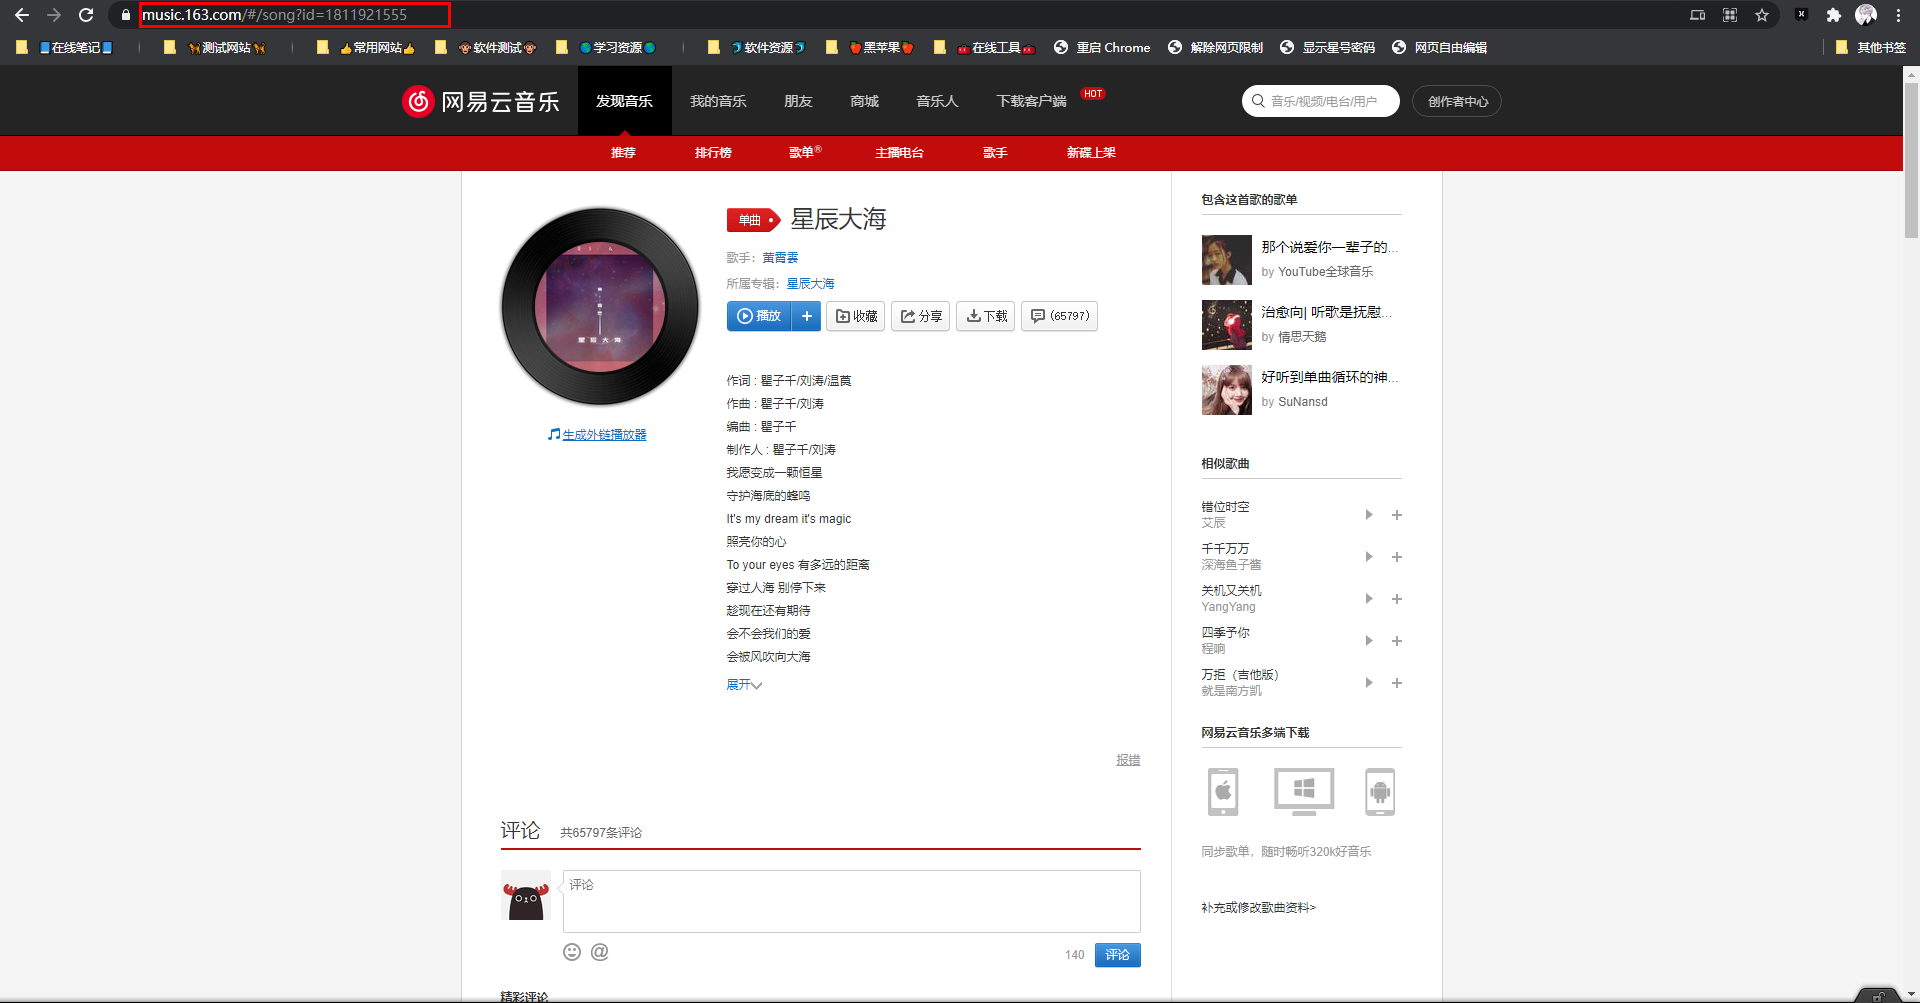 music.163.com/#/song?id=1811921555
在线笔记
测试网站
常用网站
软件测试
学习资源
软件资源
黑苹果
在线工具
重启 Chrome
解除网页限制
显示星号密码
网页自由编辑
其他书签
网易云音乐
发现音乐
我的音乐
朋友
商城
音乐人
下载客户端
HOT
音乐/视频/电台/用户
创作者中心
推荐
排行榜
歌单®
主播电台
歌手
新碟上架
单曲
星辰大海
歌手：黄霄雲
所属专辑：星辰大海
播放
收藏
分享
下载
(65797)
星辰大海
生成外链播放器
作词 : 瞿子千/刘涛/温莨
作曲 : 瞿子千/刘涛
编曲 : 瞿子千
制作人 : 瞿子千/刘涛
我愿变成一颗恒星
守护海底的蜂鸣
It's my dream it's magic
照亮你的心
To your eyes 有多远的距离
穿过人海 别停下来
趁现在还有期待
会不会我们的爱
会被风吹向大海
展开
报错
评论
共65797条评论
评论
140
评论
精彩评论
包含这首歌的歌单
那个说爱你一辈子的...
by YouTube全球音乐
治愈向| 听歌是抚慰...
by 情思天鹅
好听到单曲循环的神...
by SuNansd
相似歌曲
错位时空
艾辰
千千万万
深海鱼子酱
关机又关机
YangYang
四季予你
程响
万拒（吉他版）
就是南方凯
网易云音乐多端下载
同步歌单，随时畅听320k好音乐
补充或修改歌曲资料>